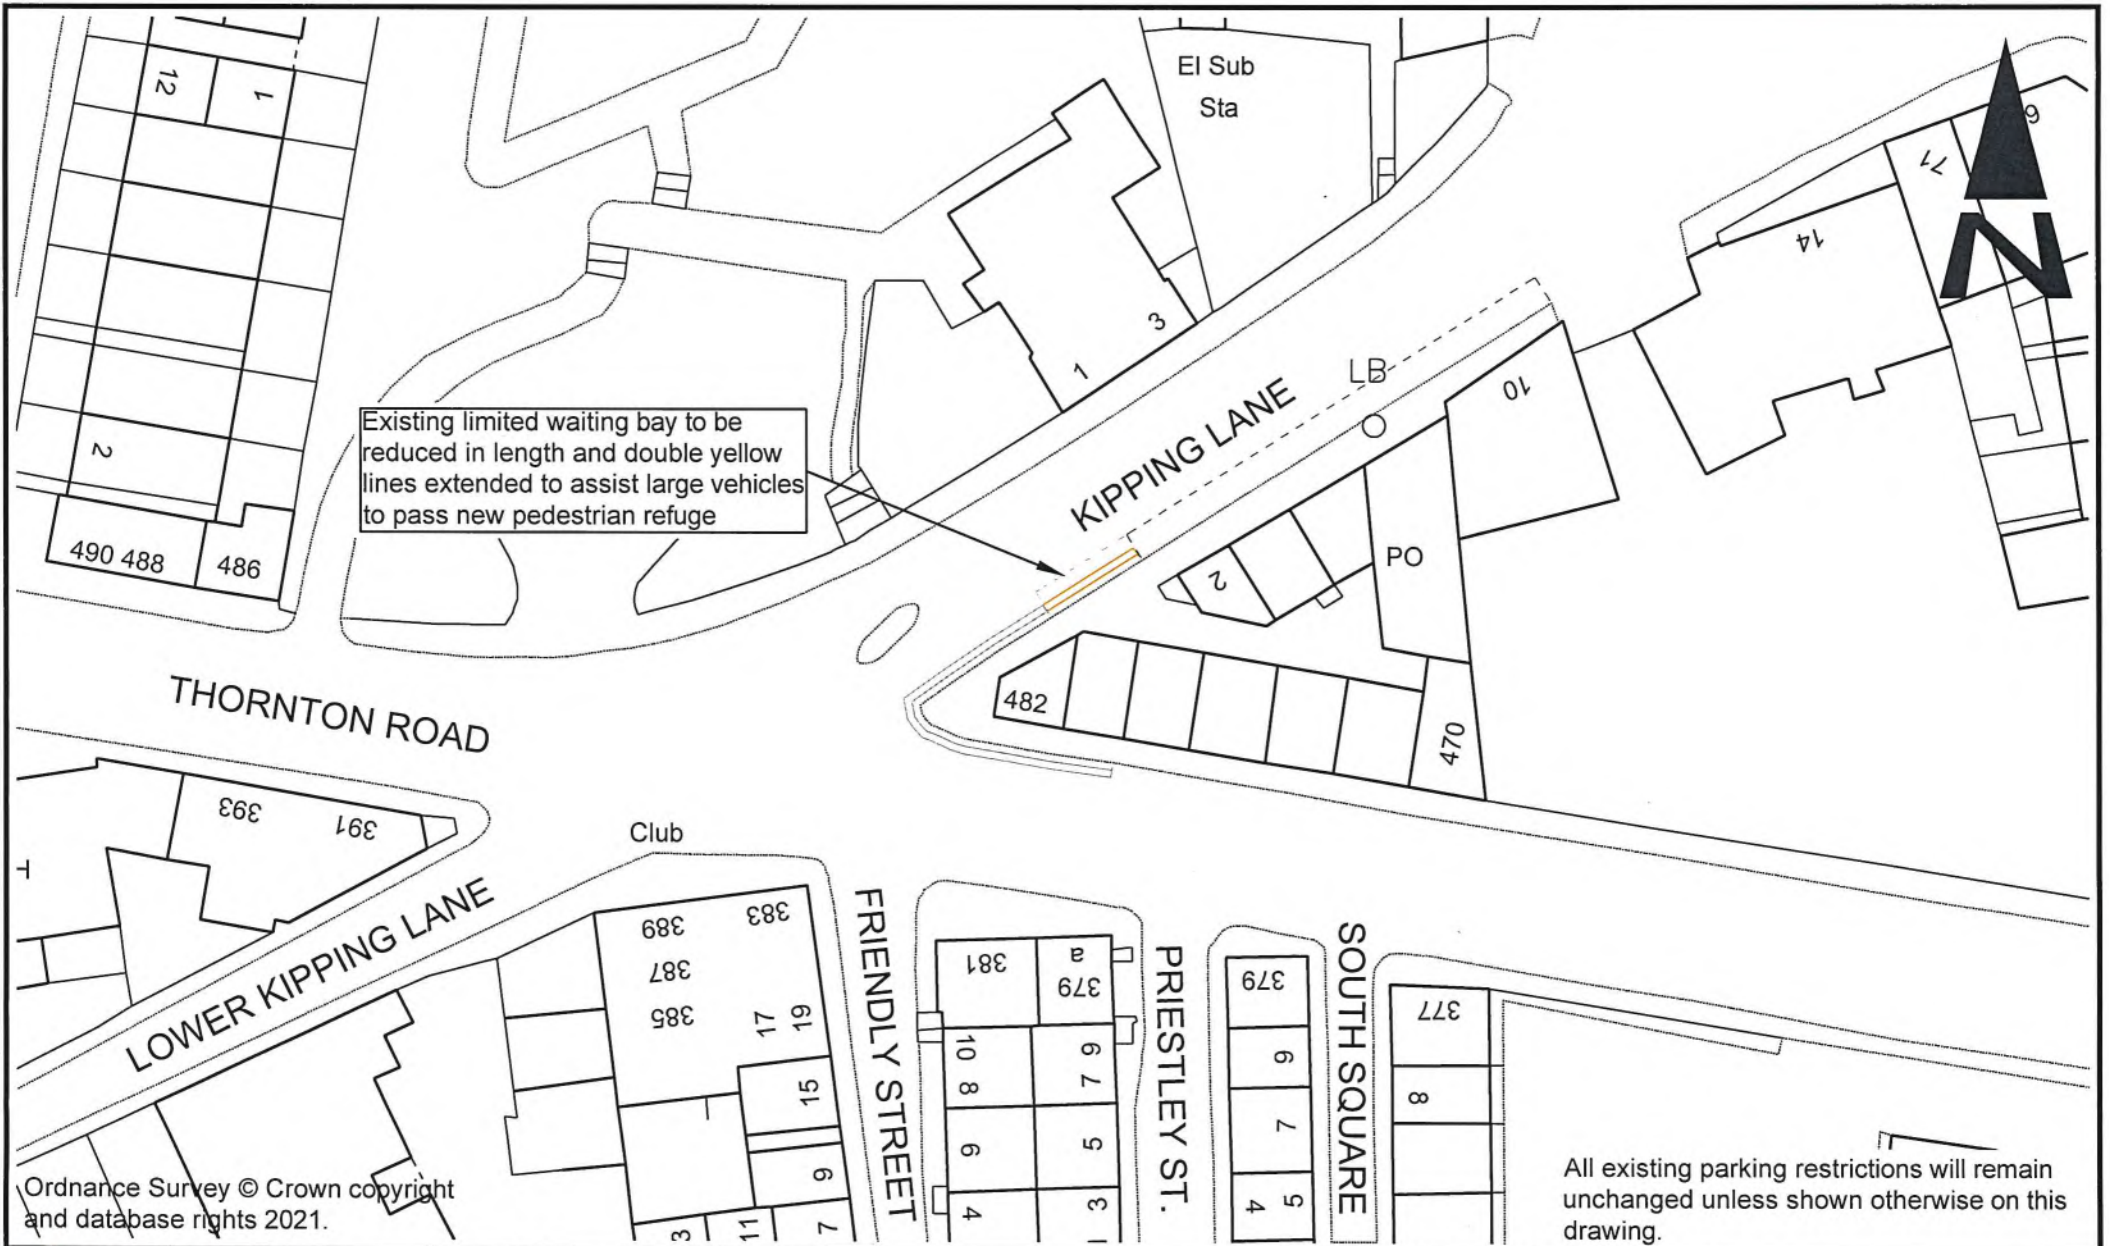 El Sub
Sta
12
1
2
490 488
486
Existing limited waiting bay to be
reduced in length and double yellow
lines extended to assist large vehicles
to pass new pedestrian refuge
1
3
KIPPING LANE
LB
10
14
71
N
2
PO
482
470
THORNTON ROAD
393
391
Club
LOWER KIPPING LANE
389
383
387
385
17
19
15
9
3
11
7
FRIENDLY STREET
381
379
a
10
8
9
7
6
5
4
3
PRIESTLEY ST.
379
9
7
4
5
SOUTH SQUARE
377
8
Ordnance Survey © Crown copyright
and database rights 2021.
All existing parking restrictions will remain
unchanged unless shown otherwise on this
drawing.